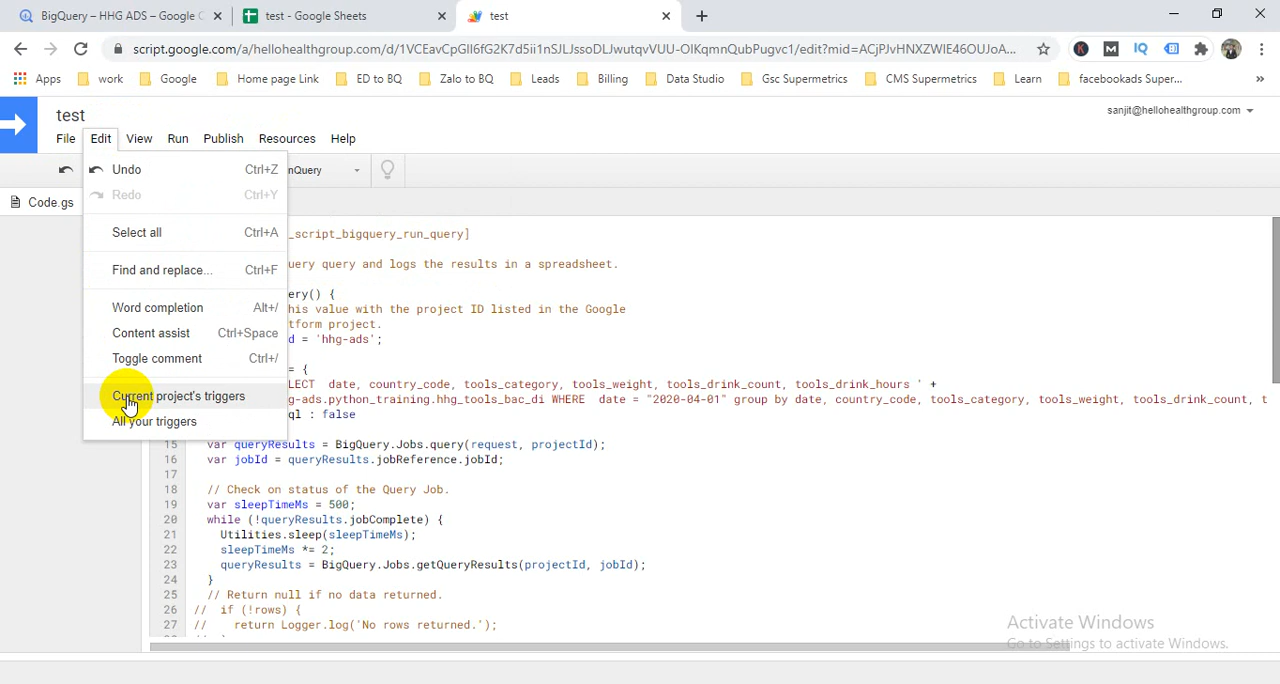 BigQuery – HHG ADS – Google C
test - Google Sheets
test
script.google.com/a/hellohealthgroup.com/d/1VCEavCpGlI6fG2K7d5ii1nSJLJssoDLJwutqvVUU-OIKqmnQubPugvc1/edit?mid=ACjPJvHNXZWIE46OUJoA...
Apps work Google Home page link ED to BQ Zalo to BQ Leads Billing Data Studio Gsc Supermetrics CMS Supermetrics Learn facebookads Super... »
test
sanjit@hellohealthgroup.com
File Edit View Run Publish Resources Help
Undo Ctrl+Z
nQuery
Redo Ctrl+Y
Code.gs
Select all Ctrl+A
_script_bigquery_run_query]
Find and replace... Ctrl+F
uery query and logs the results in a spreadsheet.
ery() {
Word completion Alt+/
his value with the project ID listed in the Google
tform project.
Content assist Ctrl+Space
d = 'hhg-ads';
Toggle comment Ctrl+/
= {
LECT date, country_code, tools_category, tools_weight, tools_drink_count, tools_drink_hours ' +
Current project's triggers
g-ads.python_training.hhg_tools_bac_di WHERE date = "2020-04-01" group by date, country_code, tools_category, tools_weight, tools_drink_count, t
ql : false
All your triggers
15 var queryResults = BigQuery.Jobs.query(request, projectId);
16 var jobId = queryResults.jobReference.jobId;
17
18 // Check on status of the Query Job.
19 var sleepTimeMs = 500;
20 while (!queryResults.jobComplete) {
21 Utilities.sleep(sleepTimeMs);
22 sleepTimeMs *= 2;
23 queryResults = BigQuery.Jobs.getQueryResults(projectId, jobId);
24 }
25 // Return null if no data returned.
26 // if (!rows) {
27 // return Logger.log('No rows returned.');
Activate Windows
Go to Settings to activate Windows.